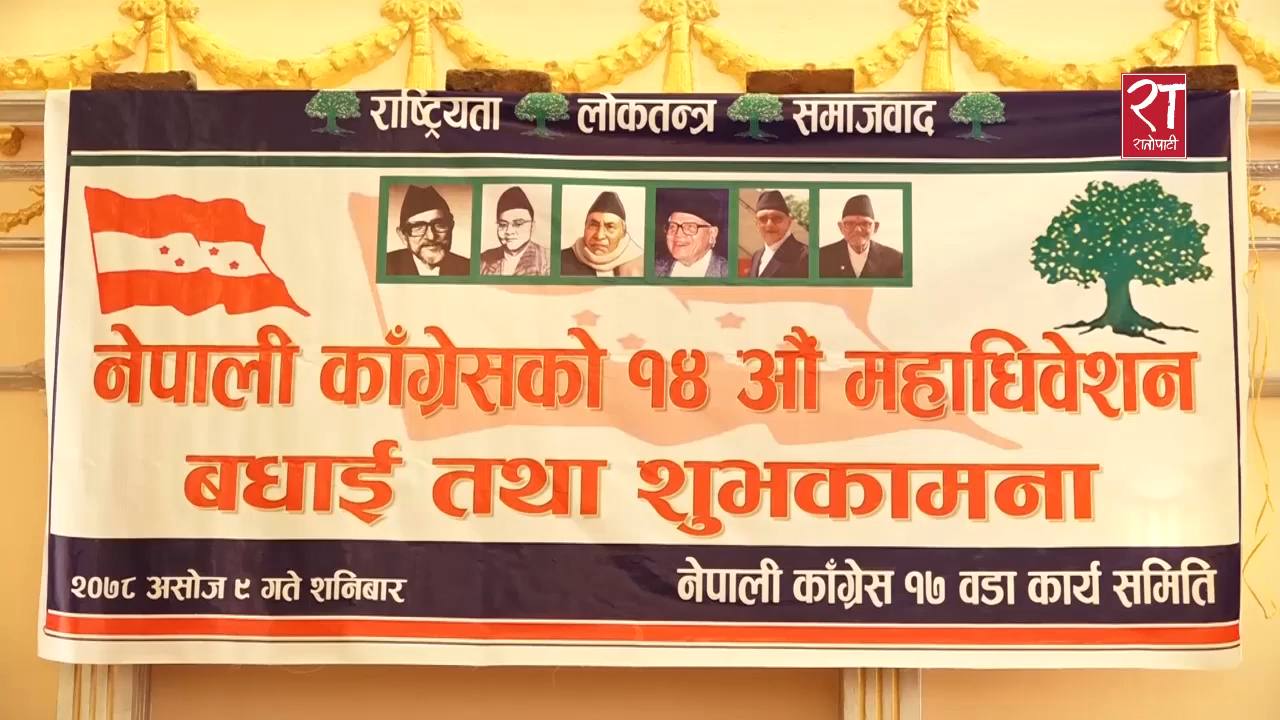 राष्ट्रियता लोकतन्त्र समाजवाद
रा
रातोपाटी
नेपाली काँग्रेसको १४ औं महाधिवेशन
बधाई तथा शुभकामना
२०७८ असोज ९ गते शनिबार
नेपाली काँग्रेस १७ वडा कार्य समिति